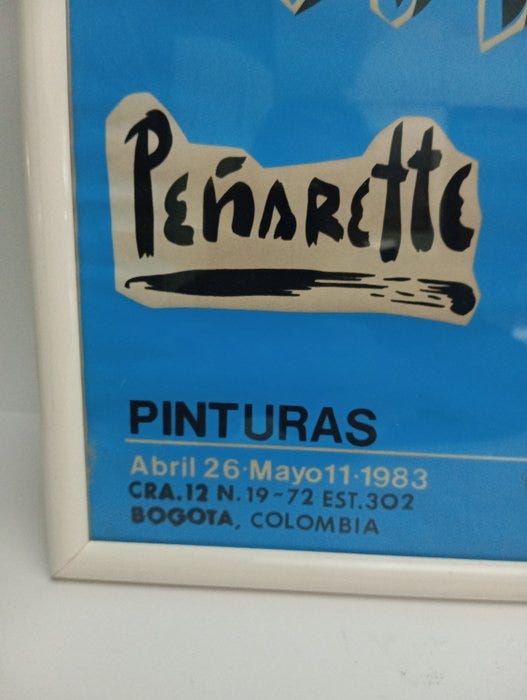 Peñarette
PINTURAS
Abril 26·Mayo11·1983
CRA.12 N.19-72 EST.302
BOGOTA, COLOMBIA